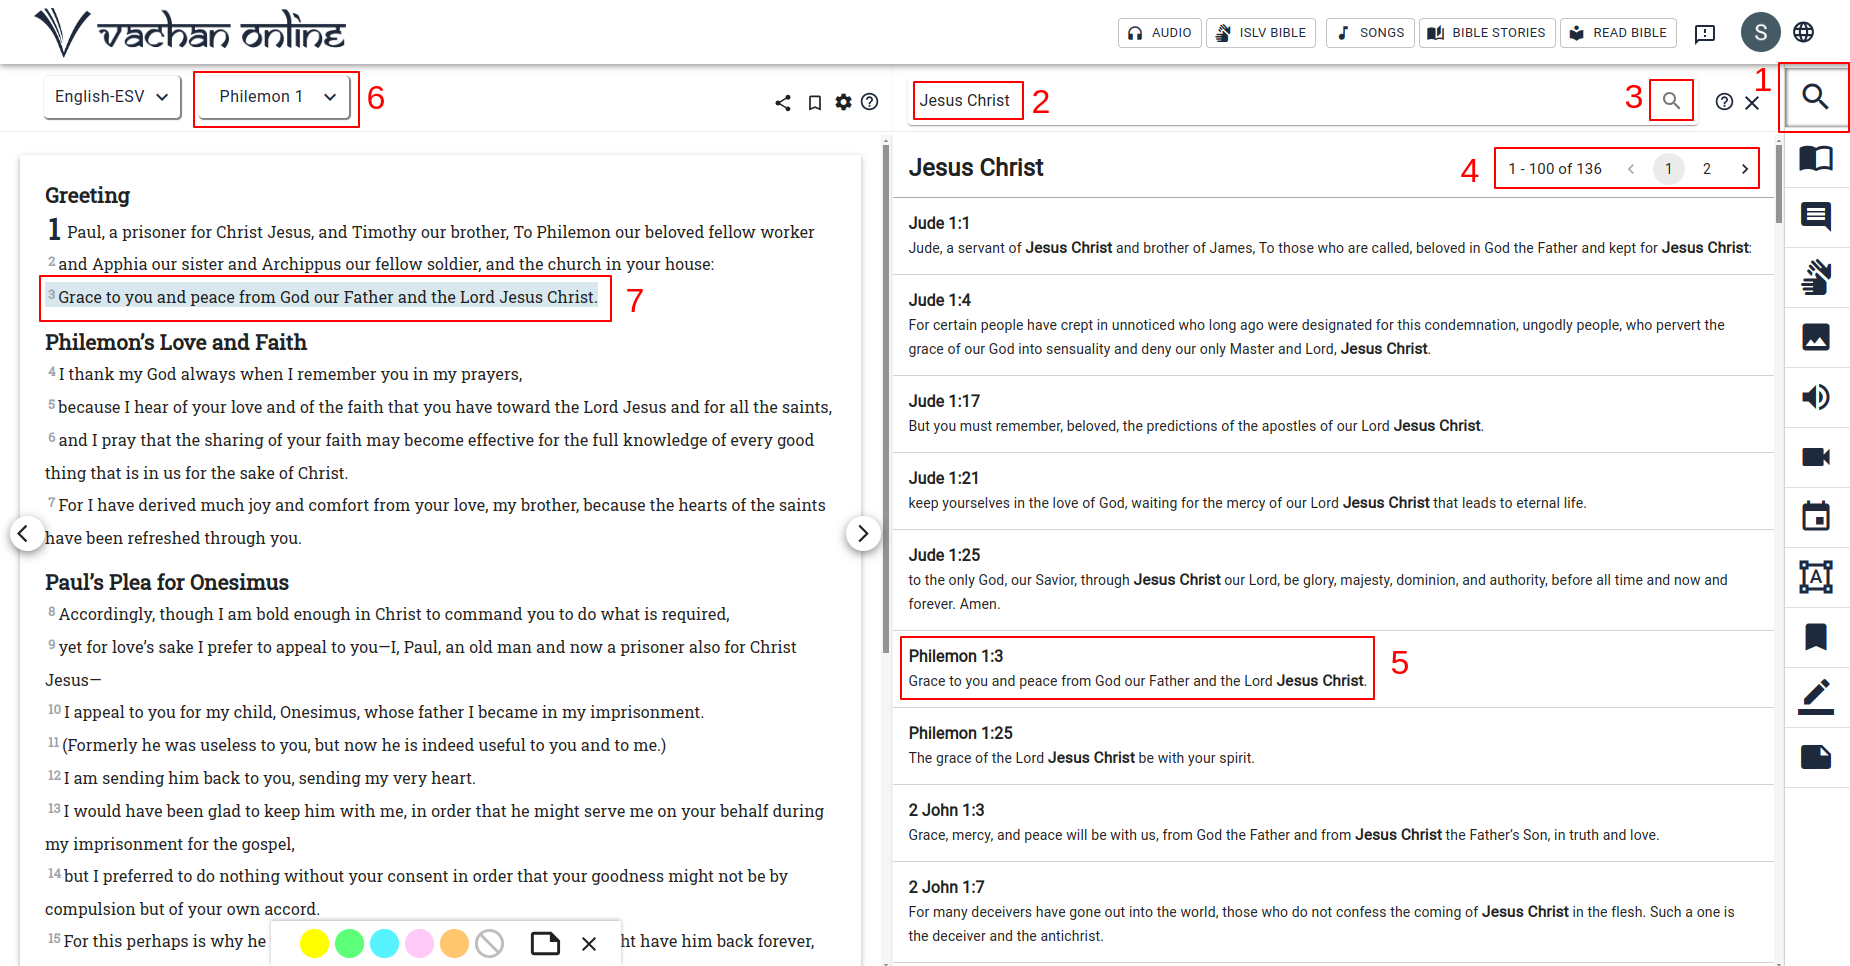 vachan online
AUDIO
ISLV BIBLE
SONGS
BIBLE STORIES
READ BIBLE
S
English-ESV
Philemon 1
6
Jesus Christ
2
3
1
Greeting
1 Paul, a prisoner for Christ Jesus, and Timothy our brother, To Philemon our beloved fellow worker
2 and Apphia our sister and Archippus our fellow soldier, and the church in your house:
3 Grace to you and peace from God our Father and the Lord Jesus Christ.
7
Philemon’s Love and Faith
4 I thank my God always when I remember you in my prayers,
5 because I hear of your love and of the faith that you have toward the Lord Jesus and for all the saints,
6 and I pray that the sharing of your faith may become effective for the full knowledge of every good
thing that is in us for the sake of Christ.
7 For I have derived much joy and comfort from your love, my brother, because the hearts of the saints
have been refreshed through you.
Paul’s Plea for Onesimus
8 Accordingly, though I am bold enough in Christ to command you to do what is required,
9 yet for love’s sake I prefer to appeal to you—I, Paul, an old man and now a prisoner also for Christ
Jesus—
10 I appeal to you for my child, Onesimus, whose father I became in my imprisonment.
11 (Formerly he was useless to you, but now he is indeed useful to you and to me.)
12 I am sending him back to you, sending my very heart.
13 I would have been glad to keep him with me, in order that he might serve me on your behalf during
my imprisonment for the gospel,
14 but I preferred to do nothing without your consent in order that your goodness might not be by
compulsion but of your own accord.
15 For this perhaps is why he
ht have him back forever,
Jesus Christ
4
1 - 100 of 136
1
2
Jude 1:1
Jude, a servant of Jesus Christ and brother of James, To those who are called, beloved in God the Father and kept for Jesus Christ:
Jude 1:4
For certain people have crept in unnoticed who long ago were designated for this condemnation, ungodly people, who pervert the
grace of our God into sensuality and deny our only Master and Lord, Jesus Christ.
Jude 1:17
But you must remember, beloved, the predictions of the apostles of our Lord Jesus Christ.
Jude 1:21
keep yourselves in the love of God, waiting for the mercy of our Lord Jesus Christ that leads to eternal life.
Jude 1:25
to the only God, our Savior, through Jesus Christ our Lord, be glory, majesty, dominion, and authority, before all time and now and
forever. Amen.
Philemon 1:3
Grace to you and peace from God our Father and the Lord Jesus Christ.
5
Philemon 1:25
The grace of the Lord Jesus Christ be with your spirit.
2 John 1:3
Grace, mercy, and peace will be with us, from God the Father and from Jesus Christ the Father’s Son, in truth and love.
2 John 1:7
For many deceivers have gone out into the world, those who do not confess the coming of Jesus Christ in the flesh. Such a one is
the deceiver and the antichrist.
A